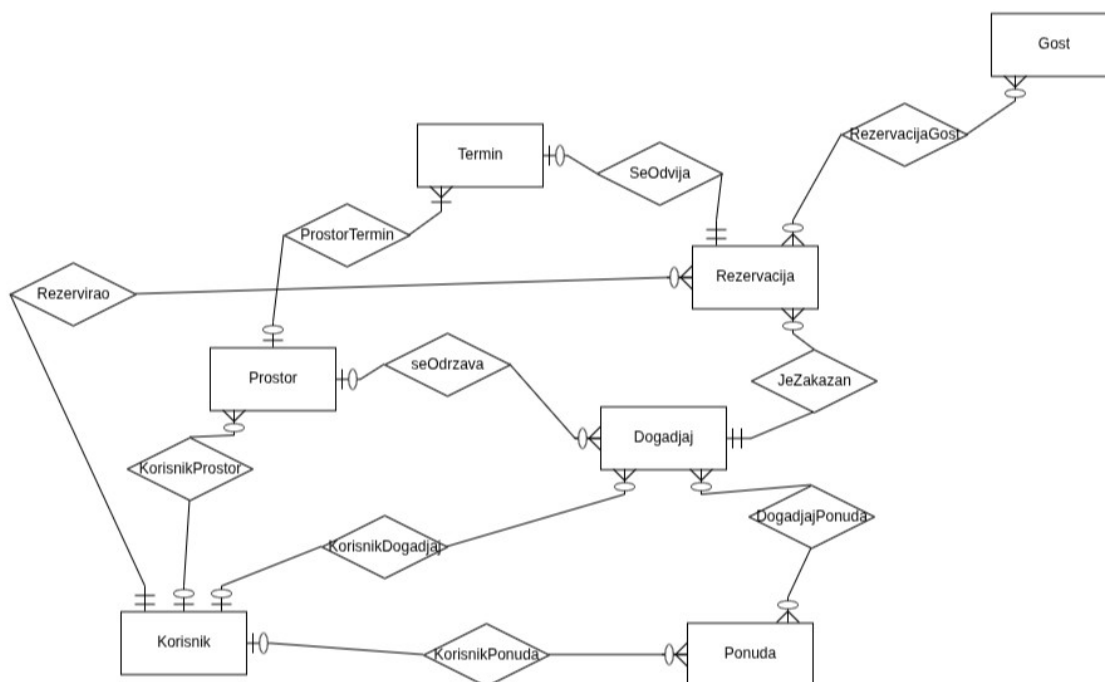 Gost
RezervacijaGost
Termin
SeOdvija
ProstorTermin
Rezervacija
Rezervirao
seOdrzava
Prostor
JeZakazan
Dogadjaj
KorisnikProstor
DogadjajPonuda
KorisnikDogadjaj
Korisnik
KorisnikPonuda
Ponuda